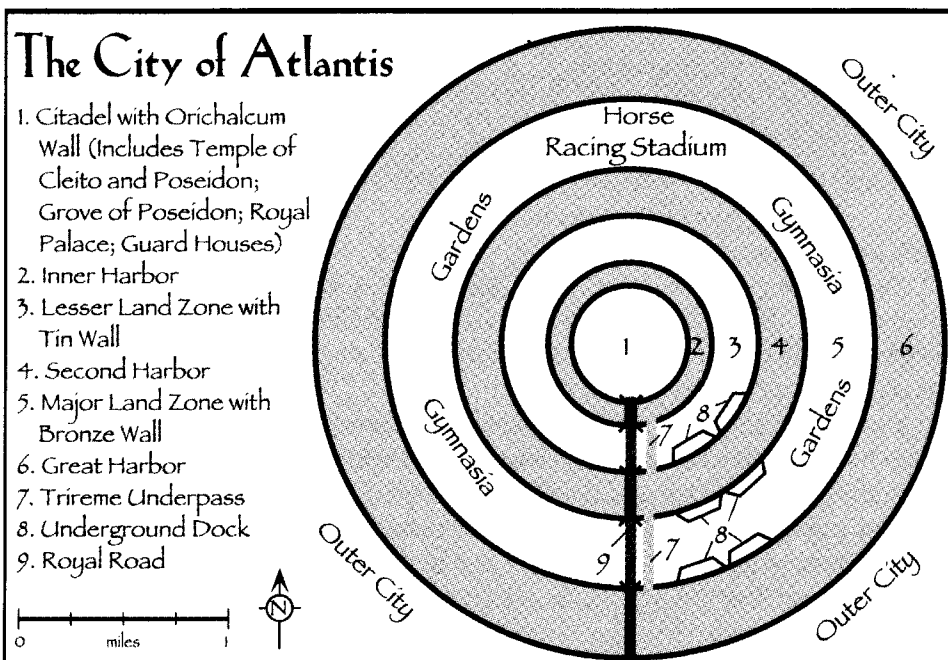 The City of Atlantis
1. Citadel with Orichalcum
Wall (Includes Temple of
Cleito and Poseidon;
Grove of Poseidon; Royal
Palace; Guard Houses)
2. Inner Harbor
3. Lesser Land Zone with
Tin Wall
4. Second Harbor
5. Major Land Zone with
Bronze Wall
6. Great Harbor
7. Trireme Underpass
8. Underground Dock
9. Royal Road
0 miles 1
N
Outer City
Horse
Racing Stadium
Gardens
Gymnasia
1 2 3 4 5 6
7 8
Gymnasia
Gardens
8
9 7
Outer City
Outer City